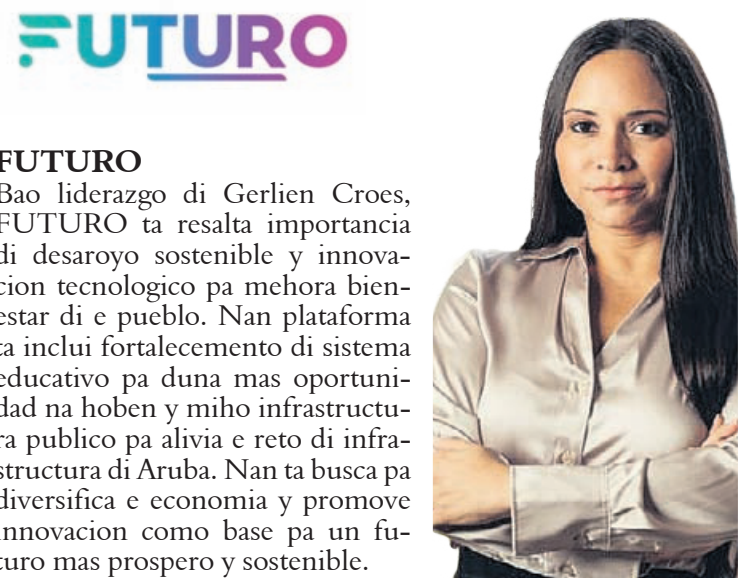 FUTURO
FUTURO
Bao liderazgo di Gerlien Croes,
FUTURO ta resalta importancia
di desaroyo sostenible y innova-
cion tecnologico pa mehora bien-
estar di e pueblo. Nan plataforma
ta inclui fortalecemento di sistema
educativo pa duna mas oportuni-
dad na hoben y miho infrastructu-
ra publico pa alivia e reto di infra-
structura di Aruba. Nan ta busca pa
diversifica e economia y promove
innovacion como base pa un fu-
turo mas prospero y sostenible.